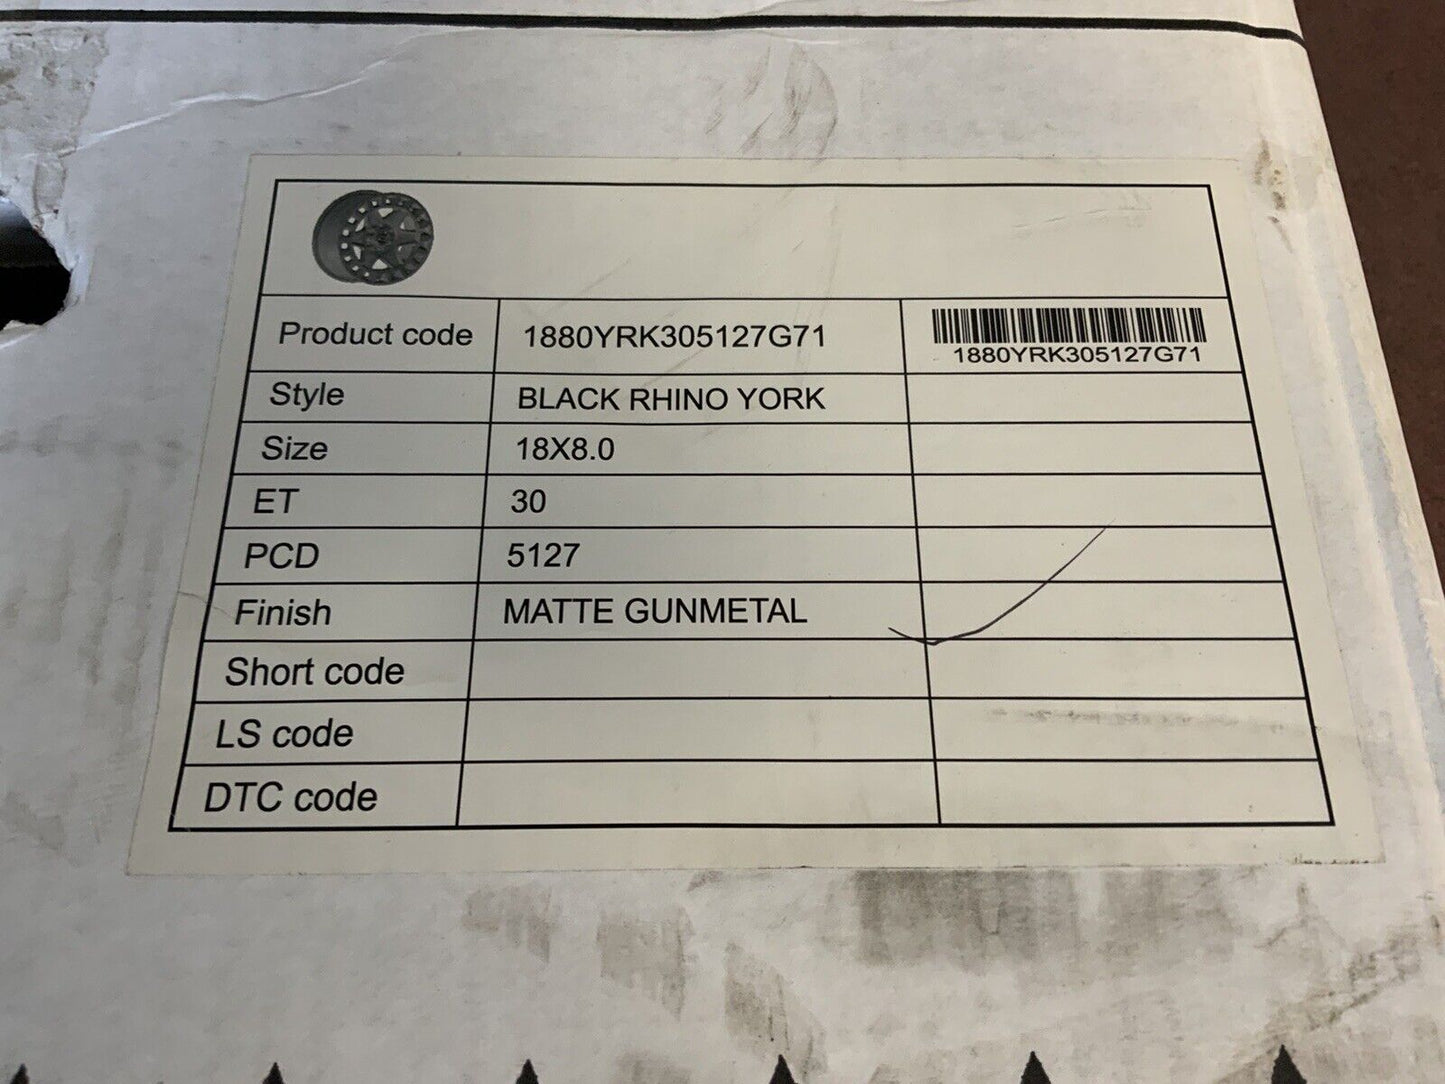 Product code 1880YRK305127G71 1880YRK305127G71
Style BLACK RHINO YORK
Size 18X8.0
ET 30
PCD 5127
Finish MATTE GUNMETAL
Short code
LS code
DTC code